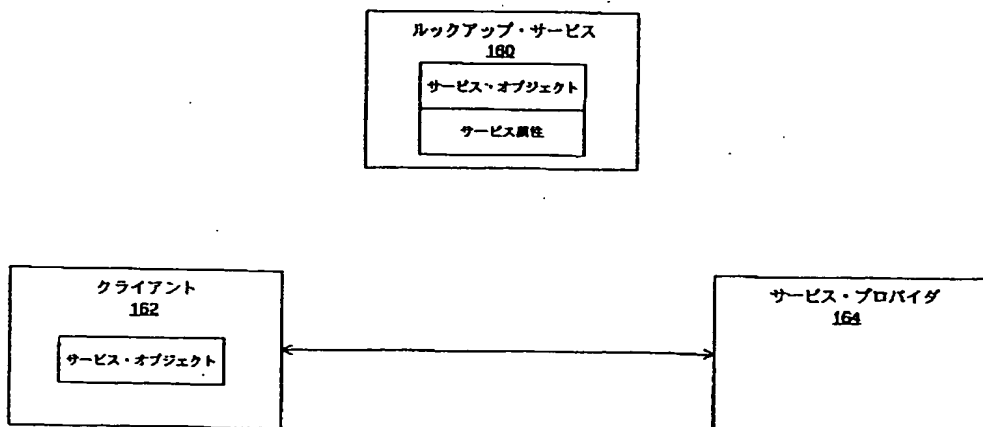 ルックアップ・サービス
160
サービス・オブジェクト
サービス属性
クライアント
162
サービス・オブジェクト
サービス・プロバイダ
164